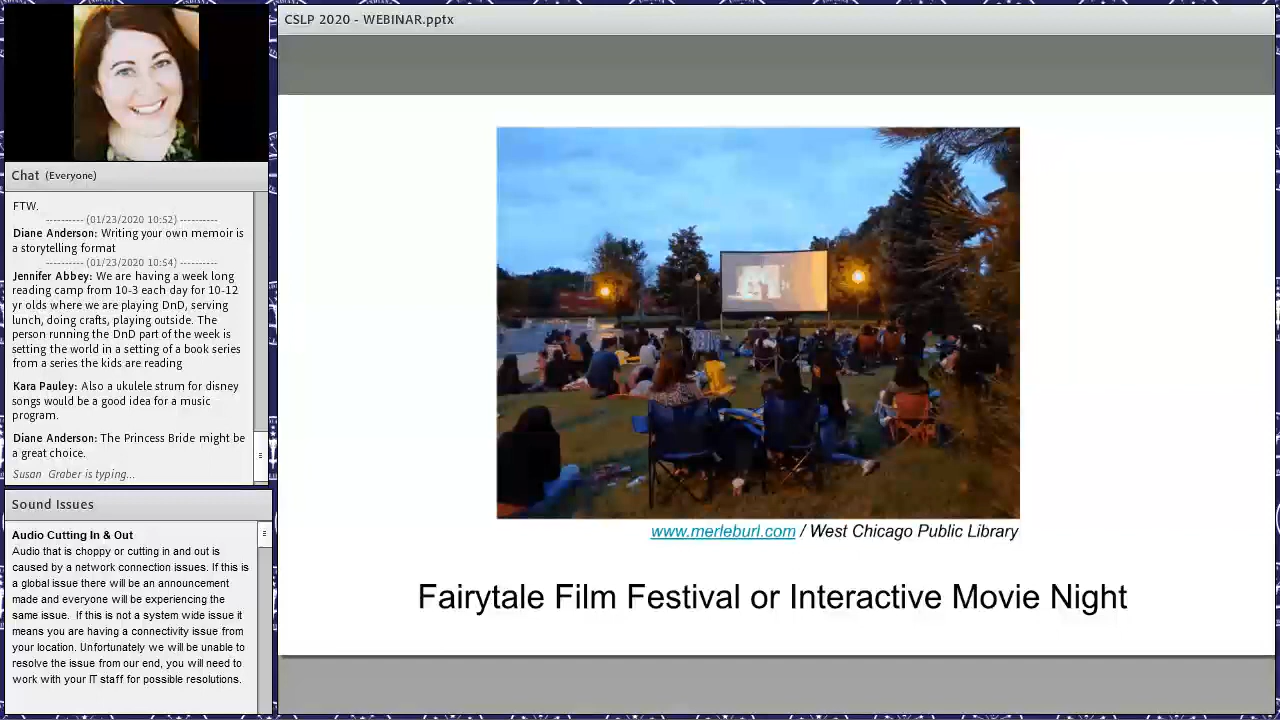 CSLP 2020 - WEBINAR.pptx
Chat (Everyone)
FTW.
---------- (01/23/2020 10:52) ----------
Diane Anderson: Writing your own memoir is
a storytelling format
---------- (01/23/2020 10:54) ----------
Jennifer Abbey: We are having a week long
reading camp from 10-3 each day for 10-12
yr olds where we are playing DnD, serving
lunch, doing crafts, playing outside. The
person running the DnD part of the week is
setting the world in a setting of a book series
from a series the kids are reading
Kara Pauley: Also a ukulele strum for disney
songs would be a good idea for a music
program.
Diane Anderson: The Princess Bride might be
a great choice.
Susan Graber is typing...
Sound Issues
Audio Cutting In & Out
Audio that is choppy or cutting in and out is
caused by a network connection issues. If this is
a global issue there will be an announcement
made and everyone will be experiencing the
same issue. If this is not a system wide issue it
means you are having a connectivity issue from
your location. Unfortunately we will be unable to
resolve the issue from our end, you will need to
work with your IT staff for possible resolutions.
www.merleburl.com / West Chicago Public Library
Fairytale Film Festival or Interactive Movie Night